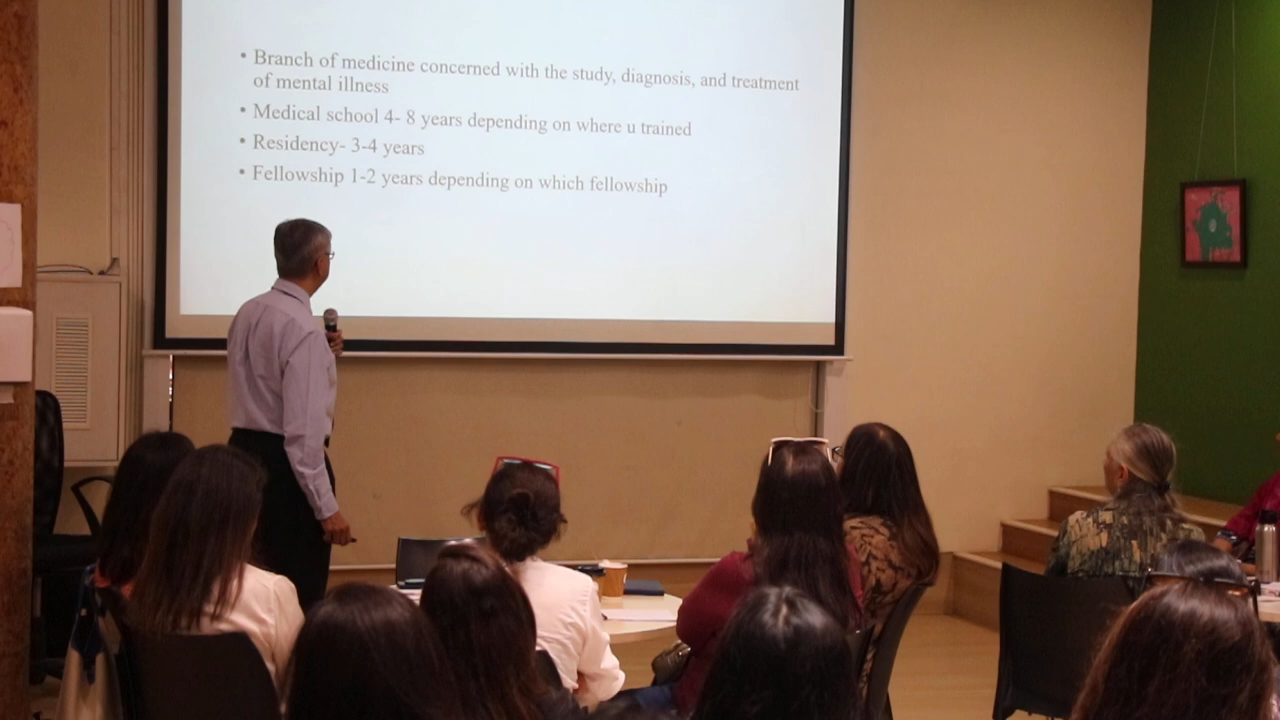 • Branch of medicine concerned with the study, diagnosis, and treatment
of mental illness
• Medical school 4- 8 years depending on where u trained
• Residency- 3-4 years
• Fellowship 1-2 years depending on which fellowship